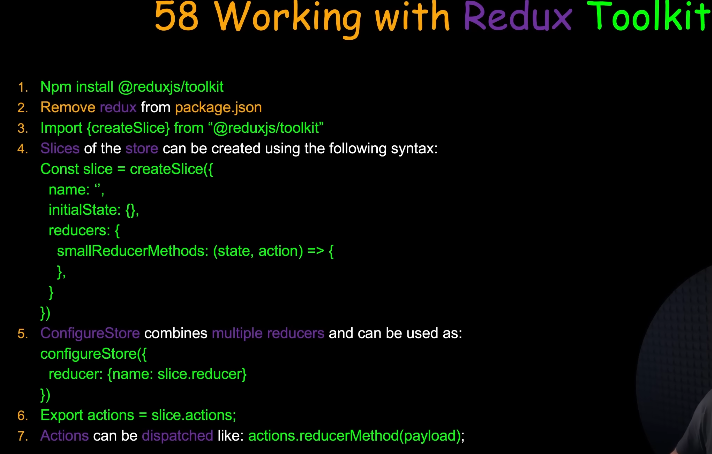 58 Working with Redux Toolkit
1. Npm install @reduxjs/toolkit
2. Remove redux from package.json
3. Import {createSlice} from "@reduxjs/toolkit"
4. Slices of the store can be created using the following syntax:
Const slice = createSlice({
name: '',
initialState: {},
reducers: {
smallReducerMethods: (state, action) => {
},
}
})
5. ConfigureStore combines multiple reducers and can be used as:
configureStore({
reducer: {name: slice.reducer}
})
6. Export actions = slice.actions;
7. Actions can be dispatched like: actions.reducerMethod(payload);